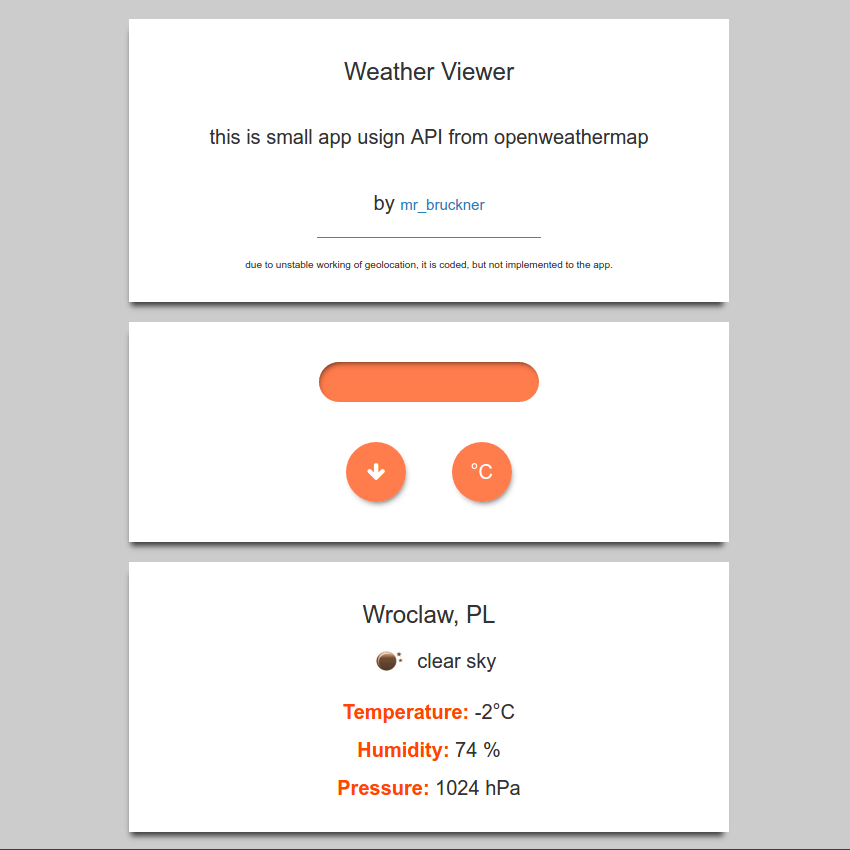 Weather Viewer
this is small app usign API from openweathermap
by mr_bruckner
due to unstable working of geolocation, it is coded, but not implemented to the app.
°C
Wroclaw, PL
clear sky
Temperature: -2°C
Humidity: 74 %
Pressure: 1024 hPa